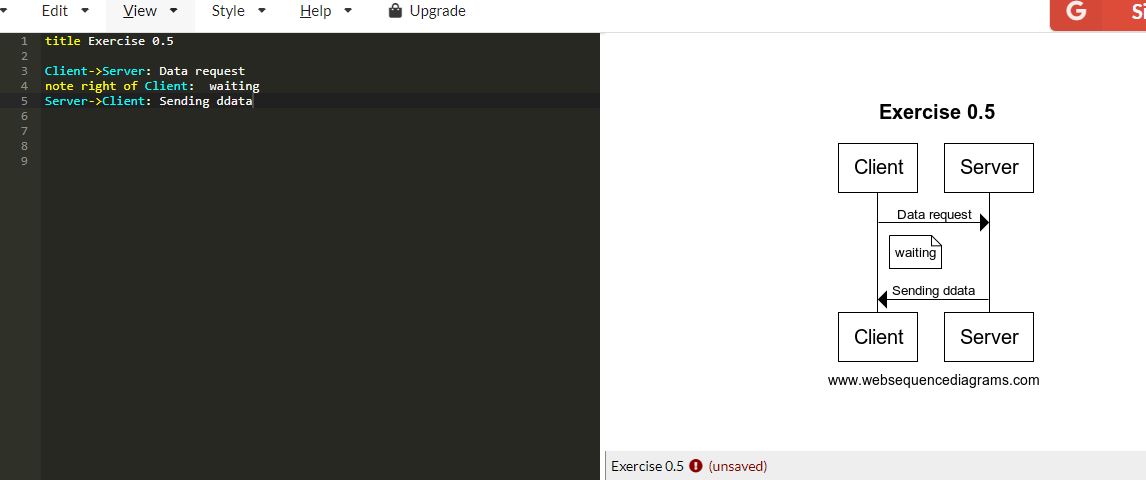 Edit View Style Help Upgrade G
1 title Exercise 0.5
2
3 Client->Server: Data request
4 note right of Client:  waiting
5 Server->Client: Sending ddata
6
7
8
9
Exercise 0.5
Client Server
Data request
waiting
Sending ddata
Client Server
www.websequencediagrams.com
Exercise 0.5 (unsaved)